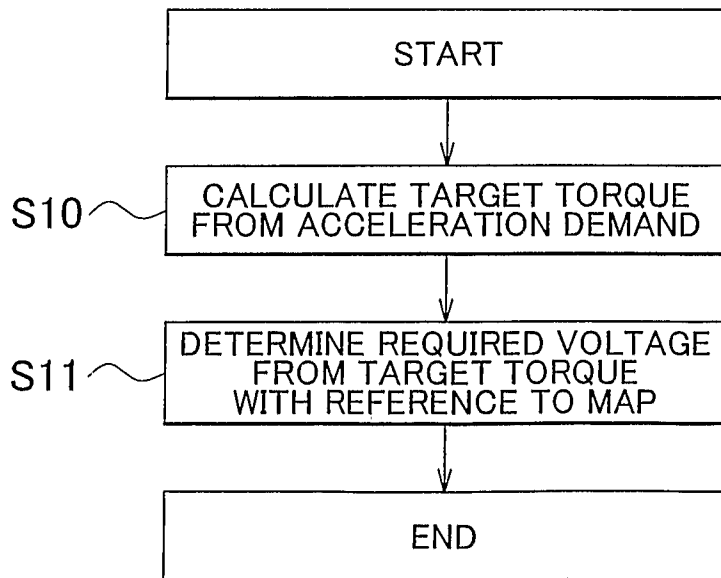 START
S10
CALCULATE TARGET TORQUE
FROM ACCELERATION DEMAND
S11
DETERMINE REQUIRED VOLTAGE
FROM TARGET TORQUE
WITH REFERENCE TO MAP
END